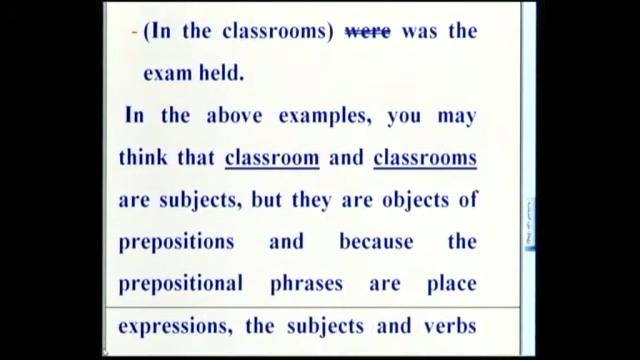 - (In the classrooms) were was the
exam held.
In the above examples, you may
think that classroom and classrooms
are subjects, but they are objects of
prepositions and because the
prepositional phrases are place
expressions, the subjects and verbs